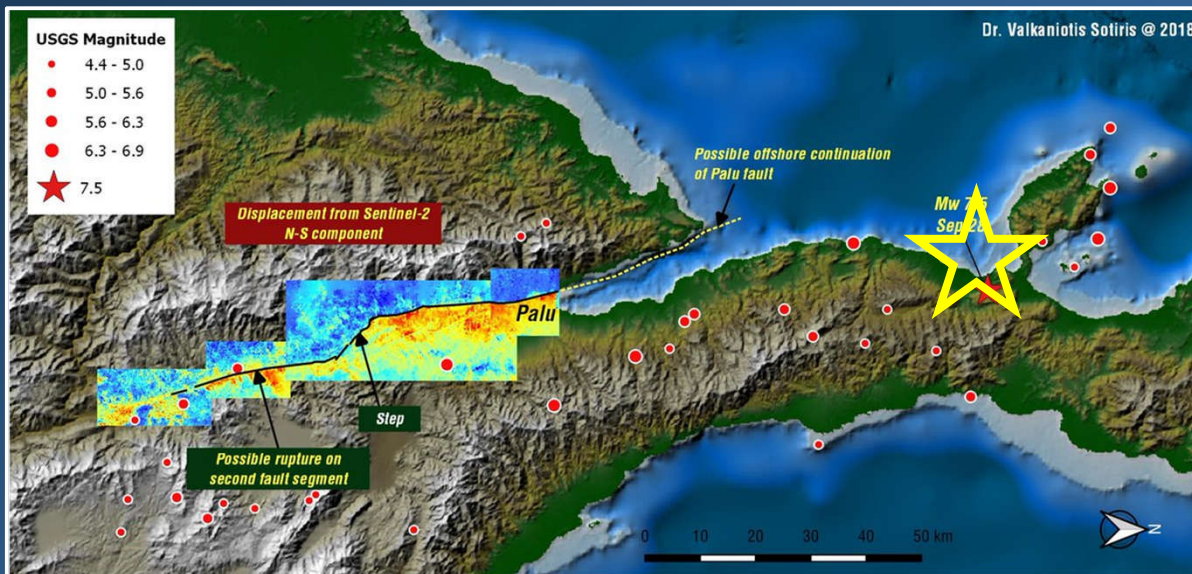 Dr. Valkaniotis Sotiris @ 2018
USGS Magnitude
4.4 - 5.0
5.0 - 5.6
5.6 - 6.3
6.3 - 6.9
7.5
Possible offshore continuation
of Palu fault
Displacement from Sentinel-2
N-S component
Mw
Sep
Palu
Step
Possible rupture on
second fault segment
0 10 20 30 40 50 km
N